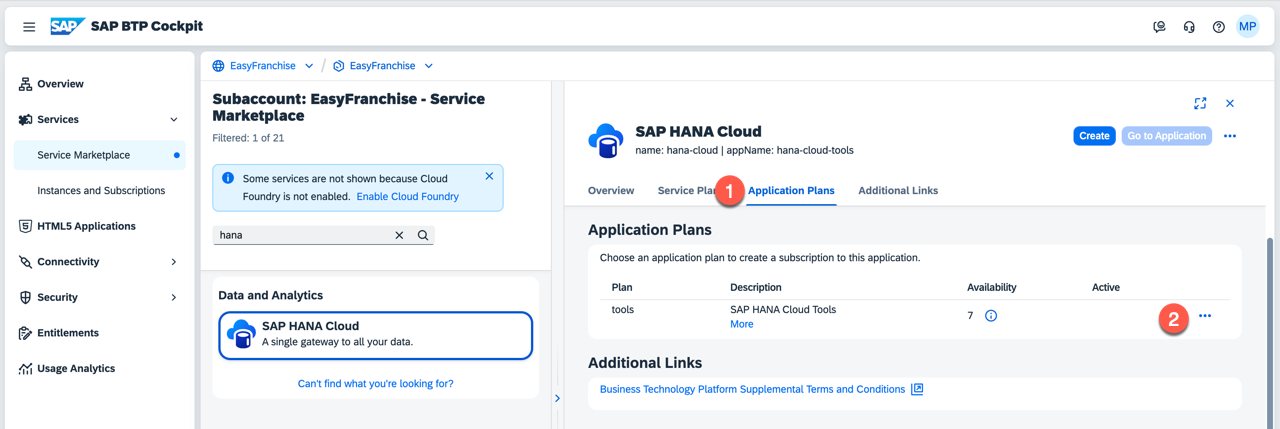 SAP
SAP BTP Cockpit
MP
Overview
Services
Service Marketplace
Instances and Subscriptions
HTML5 Applications
Connectivity
Security
Entitlements
Usage Analytics
EasyFranchise / EasyFranchise
Subaccount: EasyFranchise - Service
Marketplace
Filtered: 1 of 21
Some services are not shown because Cloud
Foundry is not enabled. Enable Cloud Foundry
hana
Data and Analytics
SAP HANA Cloud
A single gateway to all your data.
Can't find what you're looking for?
SAP HANA Cloud
name: hana-cloud | appName: hana-cloud-tools
Create
Go to Application
Overview Service Plan 1 Application Plans Additional Links
Application Plans
Choose an application plan to create a subscription to this application.
Plan Description Availability Active
tools SAP HANA Cloud Tools 7
More
2
Additional Links
Business Technology Platform Supplemental Terms and Conditions